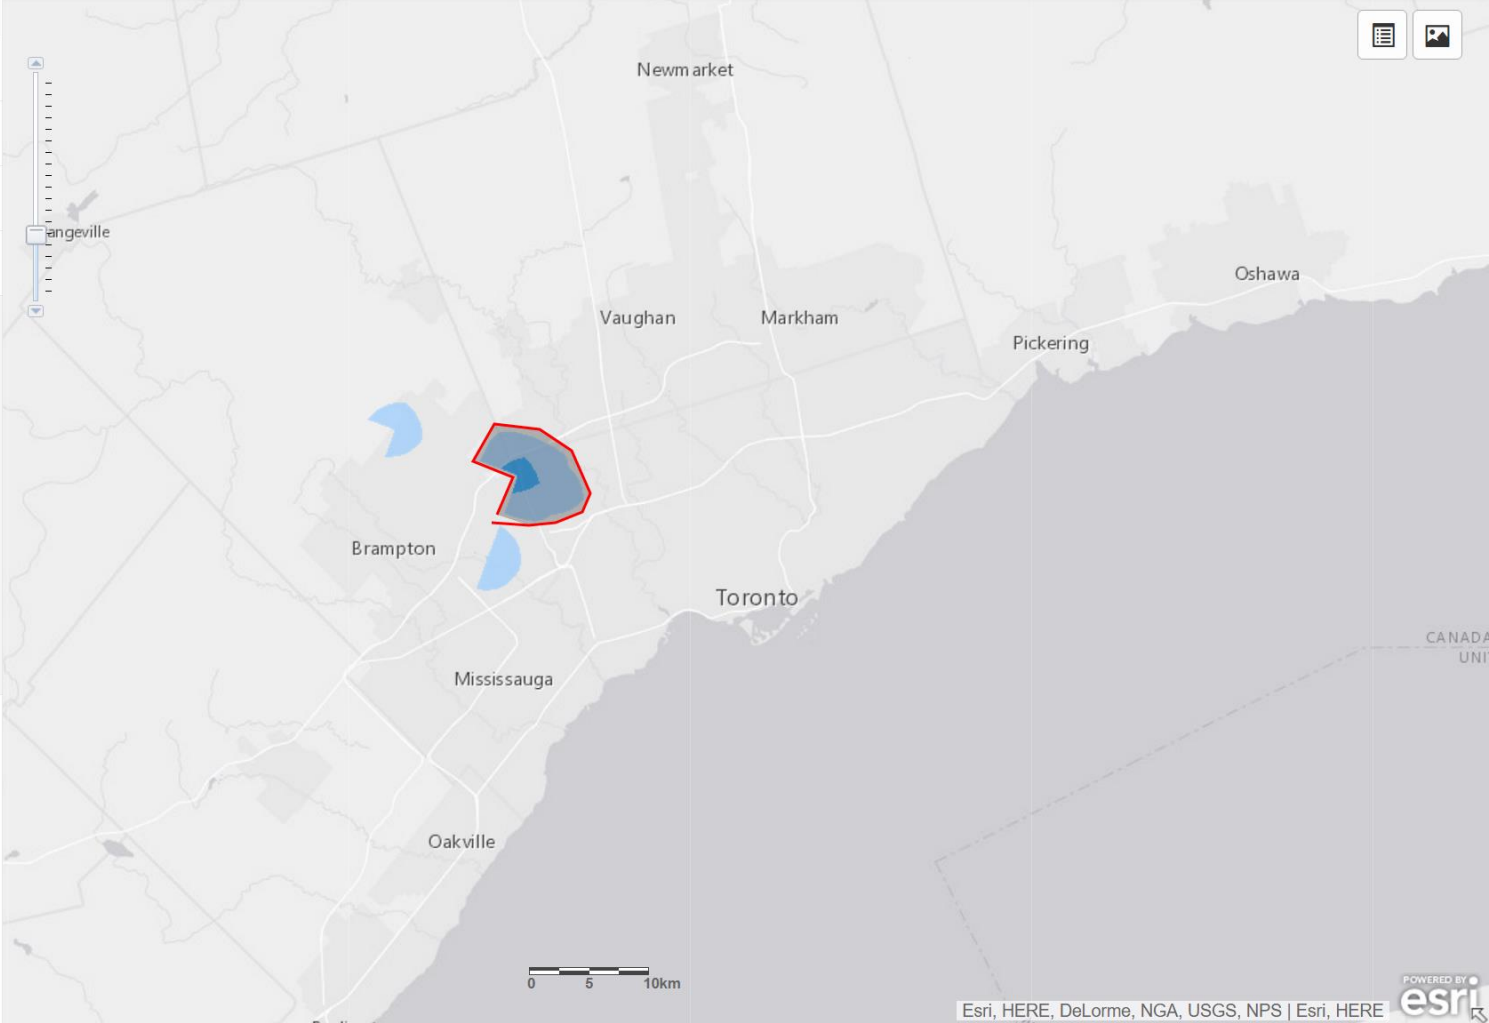 Newmarket
angeville
Oshawa
Vaughan
Markham
Pickering
Brampton
Toronto
CANADA
UNI
Mississauga
Oakville
0 5 10km
POWERED BY
esri
Esri, HERE, DeLorme, NGA, USGS, NPS | Esri, HERE